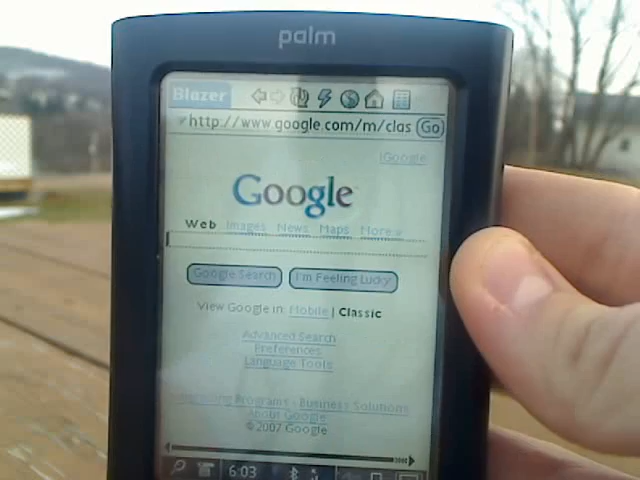 palm
Blazer
http://www.google.com/m/clas Go
iGoogle
Google
Web Images News Maps More »
Google Search I'm Feeling Lucky
View Google in: Mobile | Classic
Advanced Search
Preferences
Language Tools
Programs - Business Solutions
About Google
©2007 Google
6:03